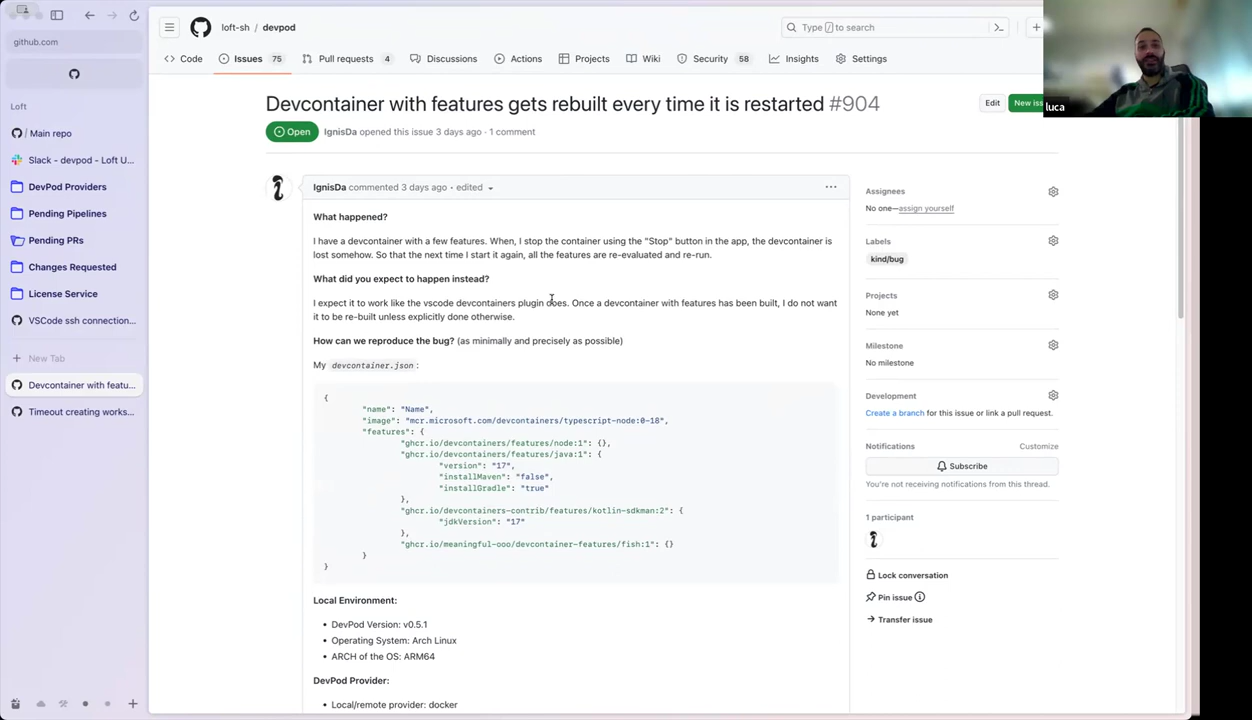 github.com
Loft
/ Main repo
Slack - devpod - Loft U...
DevPod Providers
Pending Pipelines
Pending PRs
Changes Requested
License Service
VSCode ssh connection...
New Tab
Devcontainer with featu...
Timeout creating works...
loft-sh / devpod
Type / to search
Code
Issues 75
Pull requests 4
Discussions
Actions
Projects
Wiki
Security 58
Insights
Settings
Devcontainer with features gets rebuilt every time it is restarted #904
Edit
New iss
luca
Open
IgnisDa opened this issue 3 days ago · 1 comment
IgnisDa commented 3 days ago · edited
What happened?
I have a devcontainer with a few features. When, I stop the container using the "Stop" button in the app, the devcontainer is
lost somehow. So that the next time I start it again, all the features are re-evaluated and re-run.
What did you expect to happen instead?
I expect it to work like the vscode devcontainers plugin does. Once a devcontainer with features has been built, I do not want
it to be re-built unless explicitly done otherwise.
How can we reproduce the bug? (as minimally and precisely as possible)
My devcontainer.json :
{
"name": "Name",
"image": "mcr.microsoft.com/devcontainers/typescript-node:0-18",
"features": {
"ghcr.io/devcontainers/features/node:1": {},
"ghcr.io/devcontainers/features/java:1": {
"version": "17",
"installMaven": "false",
"installGradle": "true"
},
"ghcr.io/devcontainers-contrib/features/kotlin-sdkman:2": {
"jdkVersion": "17"
},
"ghcr.io/meaningful-ooo/devcontainer-features/fish:1": {}
}
}
Local Environment:
• DevPod Version: v0.5.1
• Operating System: Arch Linux
• ARCH of the OS: ARM64
DevPod Provider:
• Local/remote provider: docker
Assignees
No one—assign yourself
Labels
kind/bug
Projects
None yet
Milestone
No milestone
Development
Create a branch for this issue or link a pull request.
Notifications
Customize
Subscribe
You're not receiving notifications from this thread.
1 participant
Lock conversation
Pin issue
Transfer issue